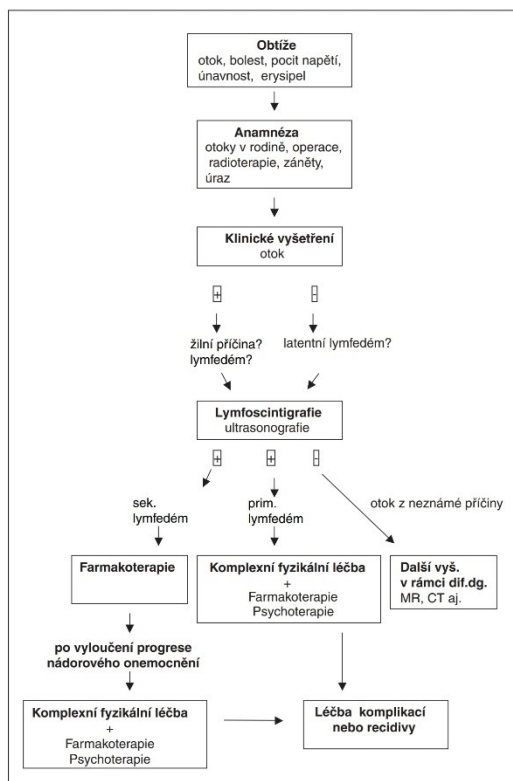 Obtíže
otok, bolest, pocit napětí,
únavnost, erysipel
Anamnéza
otoky v rodině, operace,
radioterapie, záněty,
úraz
Klinické vyšetření
otok
+
-
žilní příčina?
lymfedém?
latentní lymfedém?
Lymfoscintigrafie
ultrasonografie
+
+
-
sek.
lymfedém
prim.
lymfedém
otok z neznámé příčiny
Farmakoterapie
Komplexní fyzikální léčba
+
Farmakoterapie
Psychoterapie
Další vyš.
v rámci dif.dg.
MR, CT aj.
po vyloučení progrese
nádorového onemocnění
Komplexní fyzikální léčba
+
Farmakoterapie
Psychoterapie
Léčba komplikací
nebo recidivy